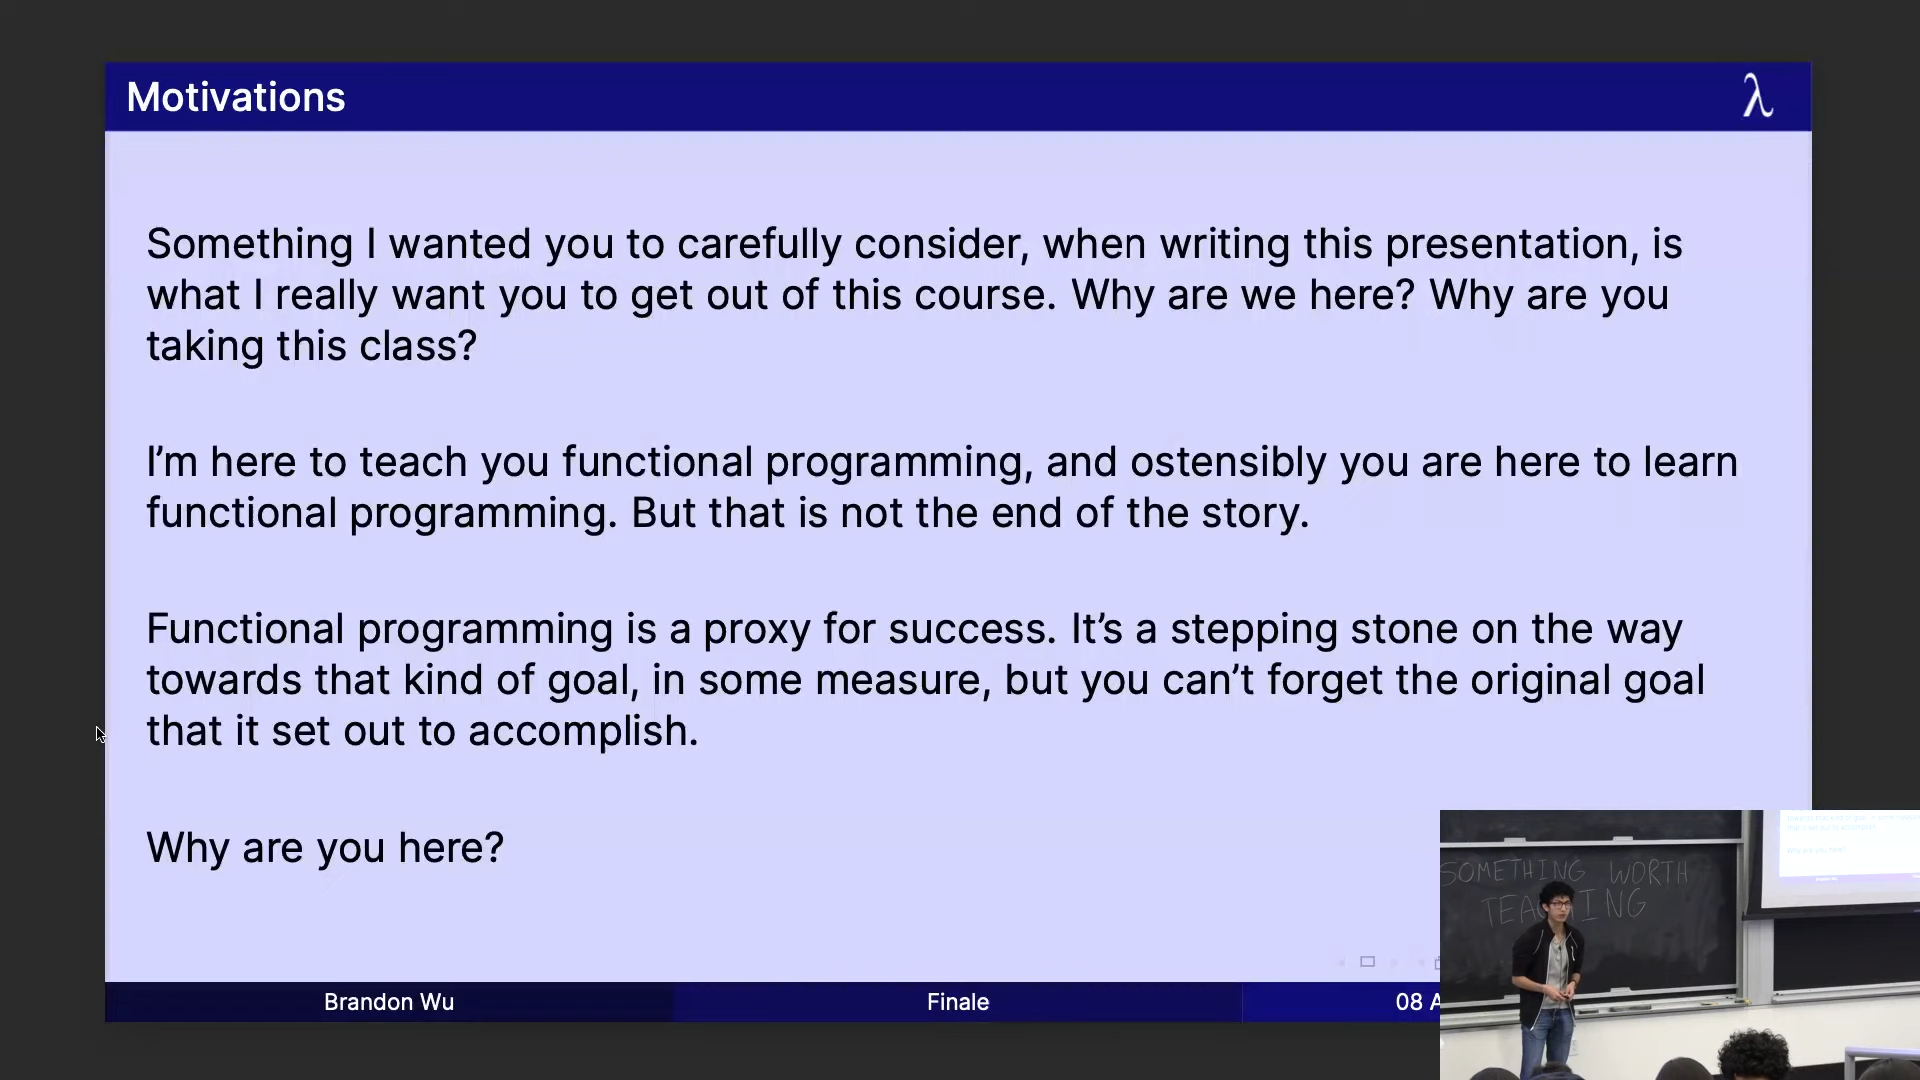 Motivations
λ
Something I wanted you to carefully consider, when writing this presentation, is
what I really want you to get out of this course. Why are we here? Why are you
taking this class?
I’m here to teach you functional programming, and ostensibly you are here to learn
functional programming. But that is not the end of the story.
Functional programming is a proxy for success. It’s a stepping stone on the way
towards that kind of goal, in some measure, but you can’t forget the original goal
that it set out to accomplish.
Why are you here?
Brandon Wu
Finale
08 A
SOMETHING WORTH
TEACHING